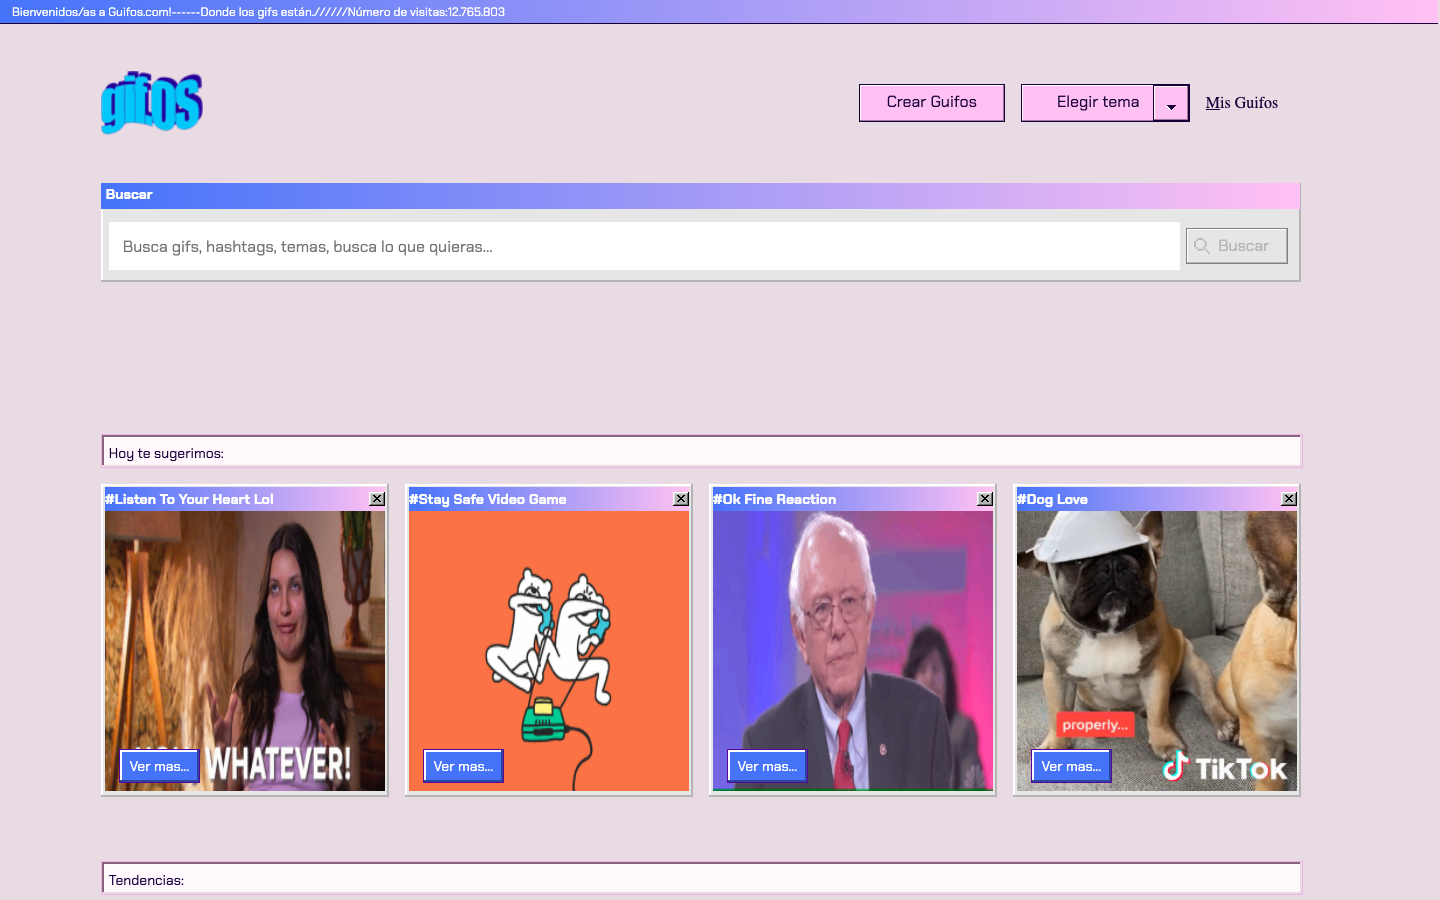 Bienvenidos/as a Guifos.com!------Donde los gifs están.//////Número de visitas:12.765.803
gifos
Crear Guifos
Elegir tema
Mis Guifos
Buscar
Busca gifs, hashtags, temas, busca lo que quieras...
Buscar
Hoy te sugerimos:
#Listen To Your Heart Lol
#Stay Safe Video Game
#Ok Fine Reaction
#Dog Love
properly...
WHATEVER!
TikTok
Ver mas...
Ver mas...
Ver mas...
Ver mas...
Tendencias: